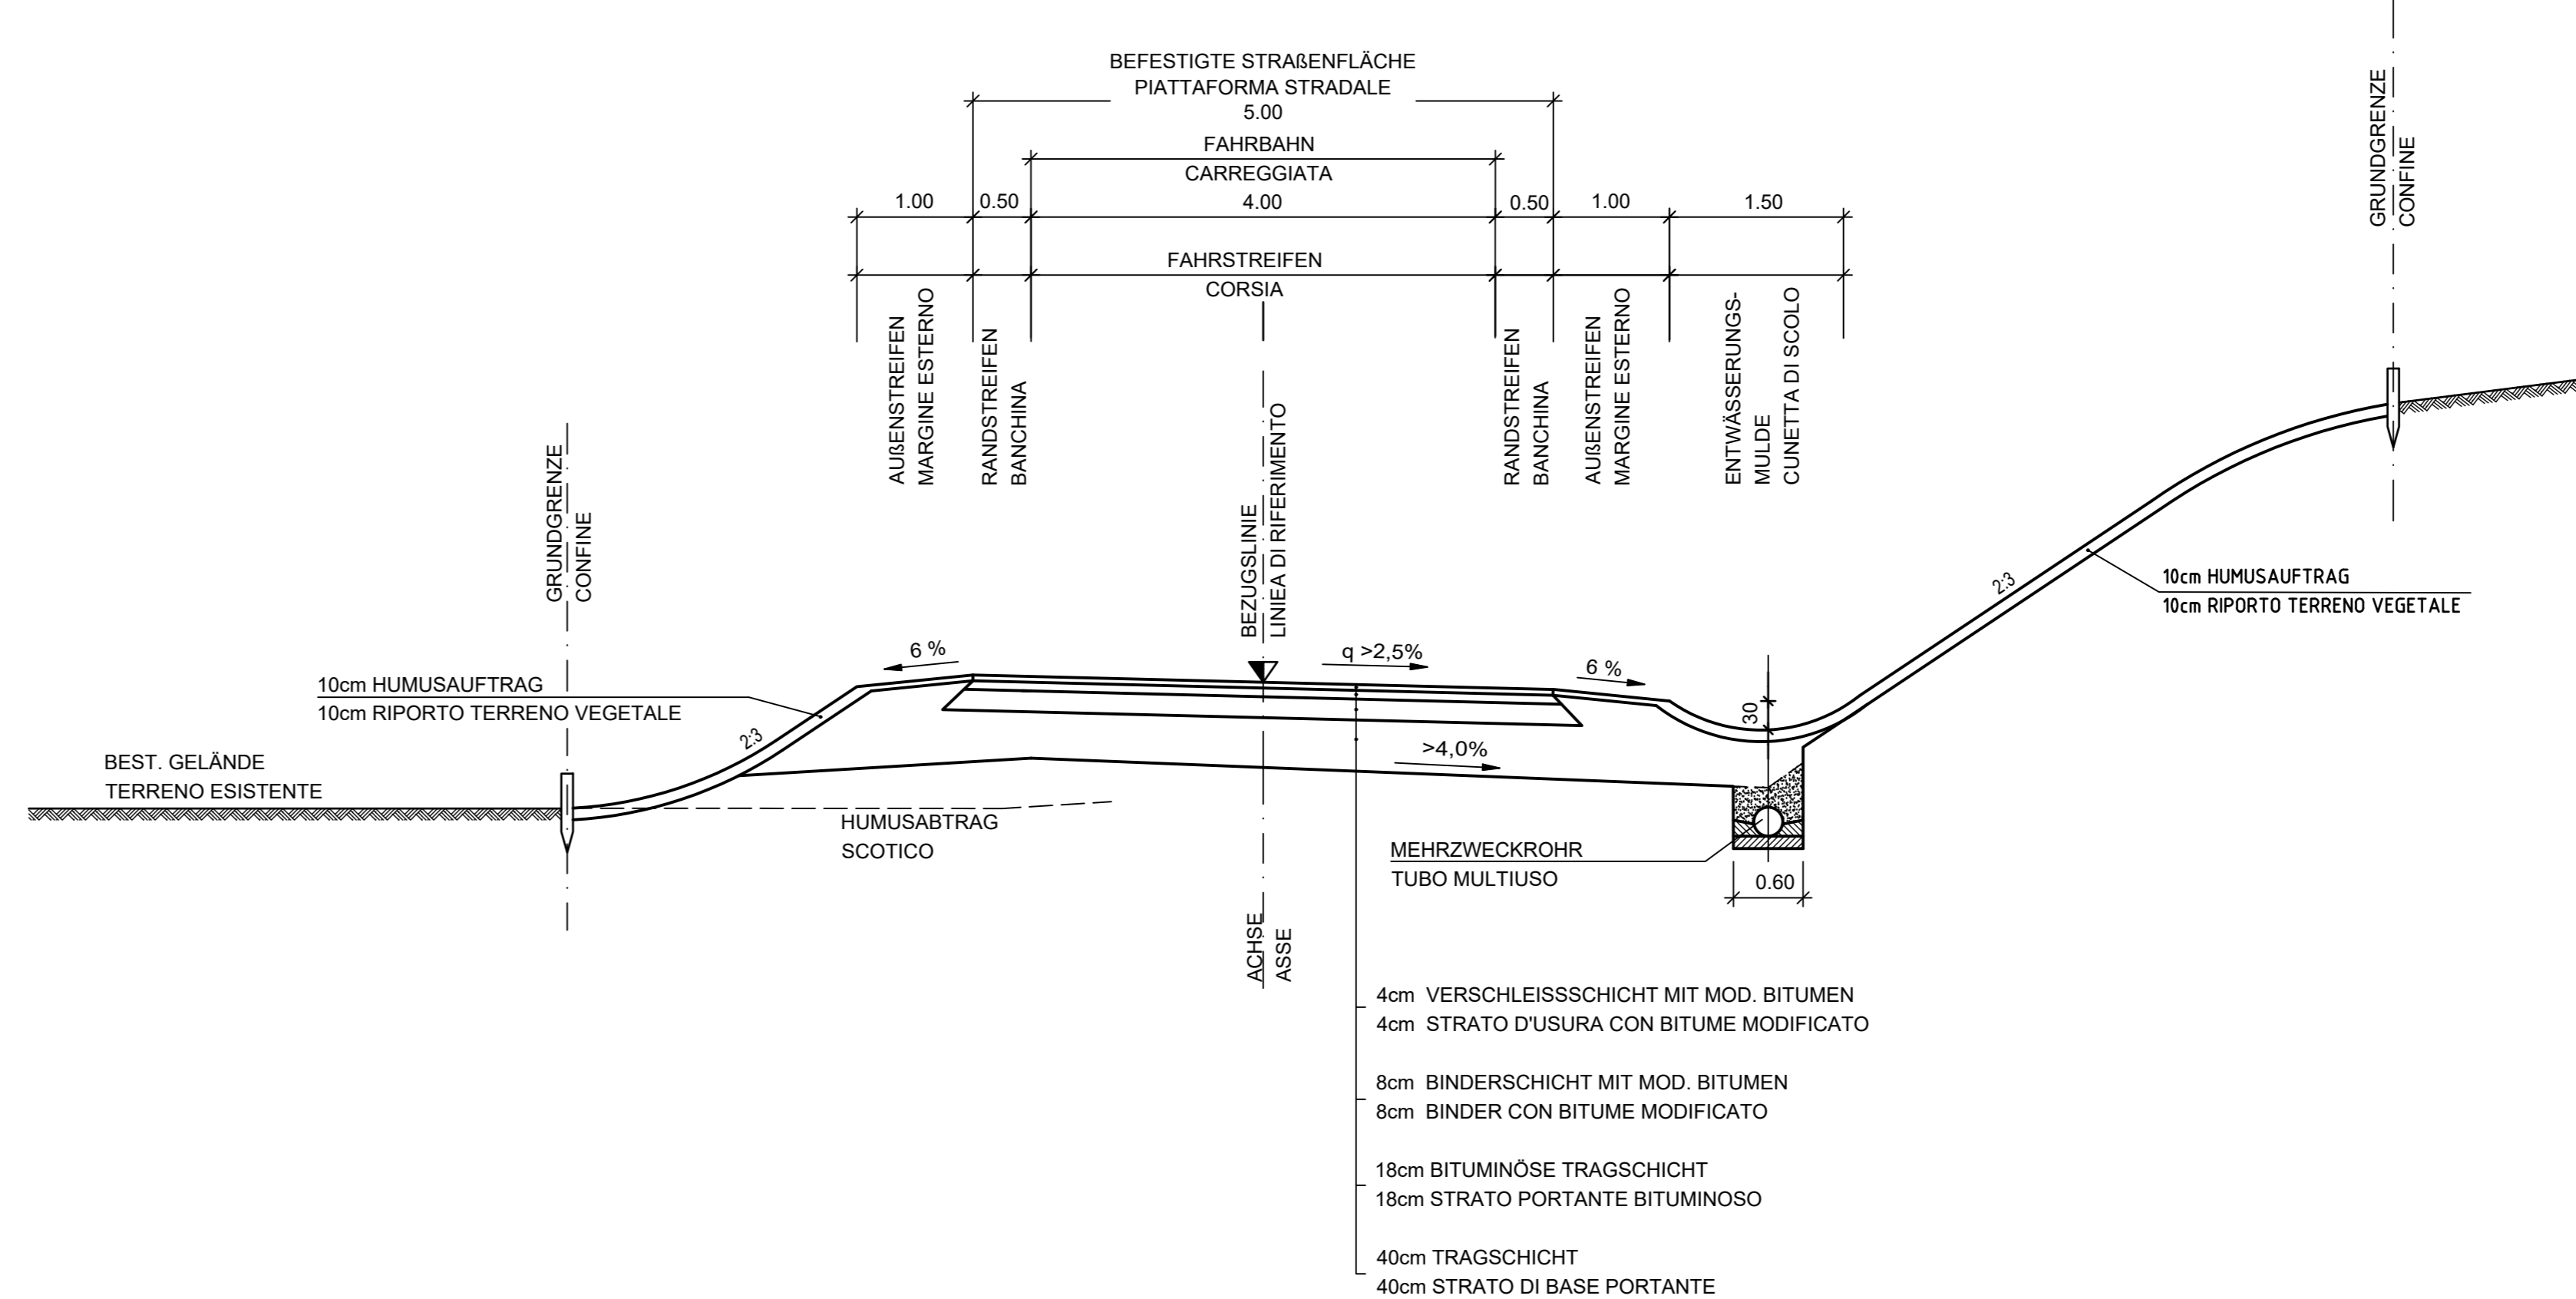 BEFESTIGTE STRAßENFLÄCHE
PIATTAFORMA STRADALE
5.00
FAHRBAHN
CARREGGIATA
1.00
0.50
4.00
0.50
1.00
1.50
FAHRSTREIFEN
CORSIA
AUßENSTREIFEN
MARGINE ESTERNO
RANDSTREIFEN
BANCHINA
BEZUGSLINIE
LINIEA DI RIFERIMENTO
RANDSTREIFEN
BANCHINA
AUßENSTREIFEN
MARGINE ESTERNO
ENTWÄSSERUNGS-
MULDE
CUNETTA DI SCOLO
GRUNDGRENZE
CONFINE
GRUNDGRENZE
CONFINE
10cm HUMUSAUFTRAG
10cm RIPORTO TERRENO VEGETALE
2:3
6 %
q >2,5%
6 %
30
2:3
10cm HUMUSAUFTRAG
10cm RIPORTO TERRENO VEGETALE
BEST. GELÄNDE
TERRENO ESISTENTE
>4,0%
HUMUSABTRAG
SCOTICO
MEHRZWECKROHR
TUBO MULTIUSO
0.60
ACHSE
ASSE
4cm VERSCHLEISSSCHICHT MIT MOD. BITUMEN
4cm STRATO D'USURA CON BITUME MODIFICATO
8cm BINDERSCHICHT MIT MOD. BITUMEN
8cm BINDER CON BITUME MODIFICATO
18cm BITUMINÖSE TRAGSCHICHT
18cm STRATO PORTANTE BITUMINOSO
40cm TRAGSCHICHT
40cm STRATO DI BASE PORTANTE